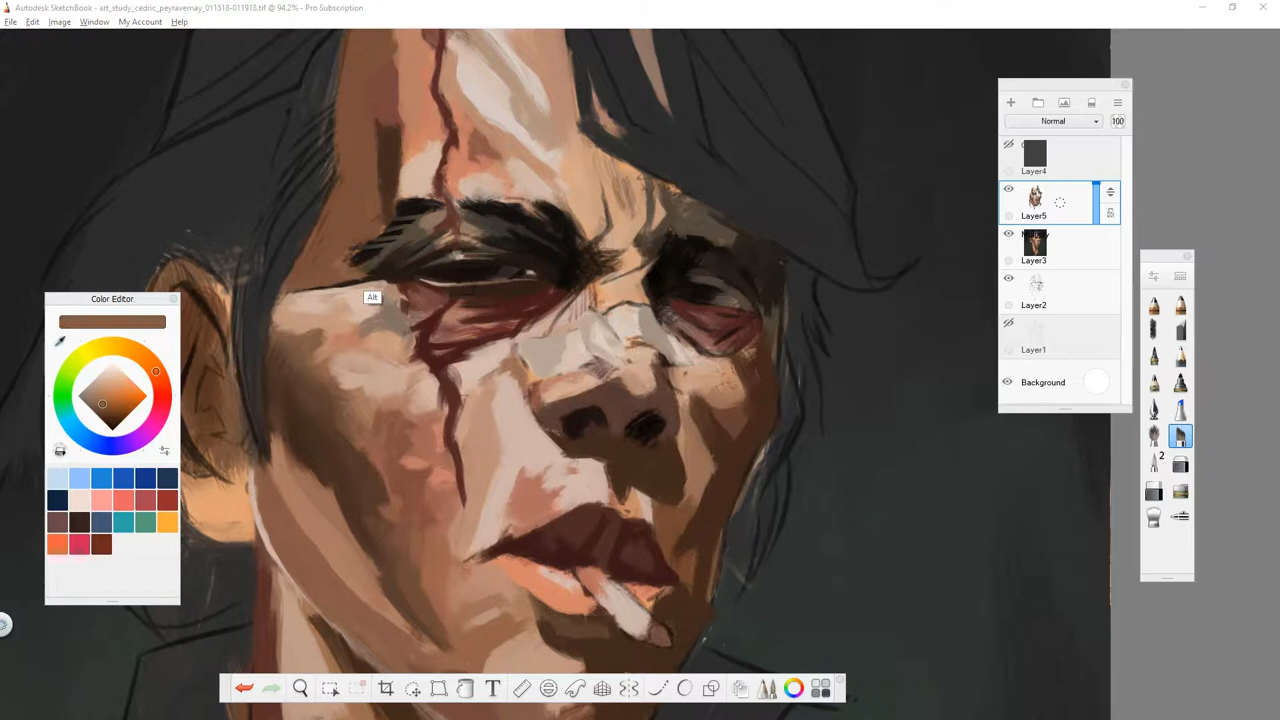 Autodesk SketchBook - art_study_cedric_peyravernay_011518-011918.tif @ 94.2% - Pro Subscription
File Edit Image Window My Account Help
Normal 100
Layer4
Layer5
Layer3
Layer2
Layer1
Background
Color Editor
Alt
2
T